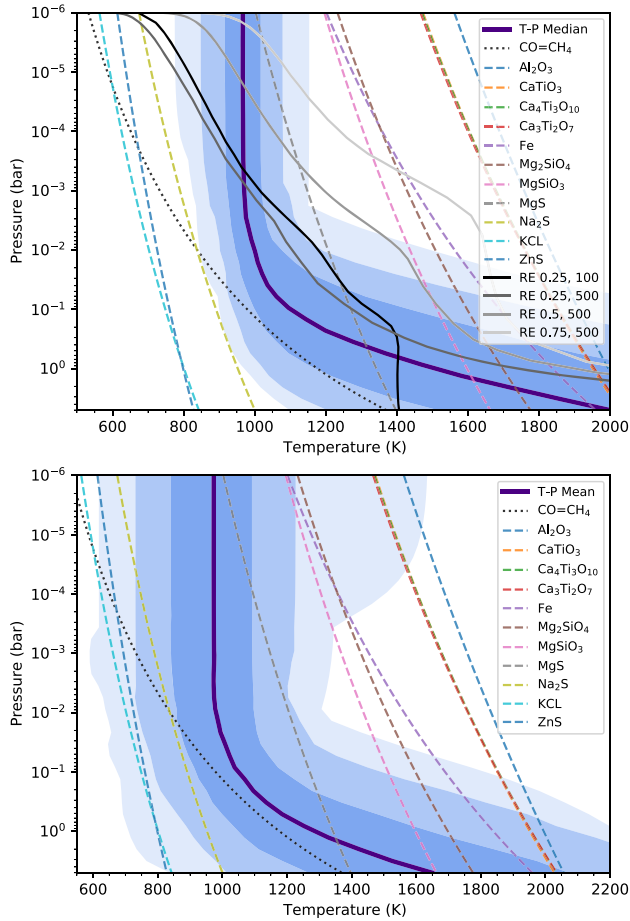 10⁻⁶
10⁻⁵
10⁻⁴
10⁻³
10⁻²
10⁻¹
10⁰
Pressure (bar)
600 800 1000 1200 1400 1600 1800 2000
Temperature (K)
T-P Median
CO=CH₄
Al₂O₃
CaTiO₃
Ca₄Ti₃O₁₀
Ca₃Ti₂O₇
Fe
Mg₂SiO₄
MgSiO₃
MgS
Na₂S
KCL
ZnS
RE 0.25, 100
RE 0.25, 500
RE 0.5, 500
RE 0.75, 500
10⁻⁶
10⁻⁵
10⁻⁴
10⁻³
10⁻²
10⁻¹
10⁰
Pressure (bar)
600 800 1000 1200 1400 1600 1800 2000 2200
Temperature (K)
T-P Mean
CO=CH₄
Al₂O₃
CaTiO₃
Ca₄Ti₃O₁₀
Ca₃Ti₂O₇
Fe
Mg₂SiO₄
MgSiO₃
MgS
Na₂S
KCL
ZnS